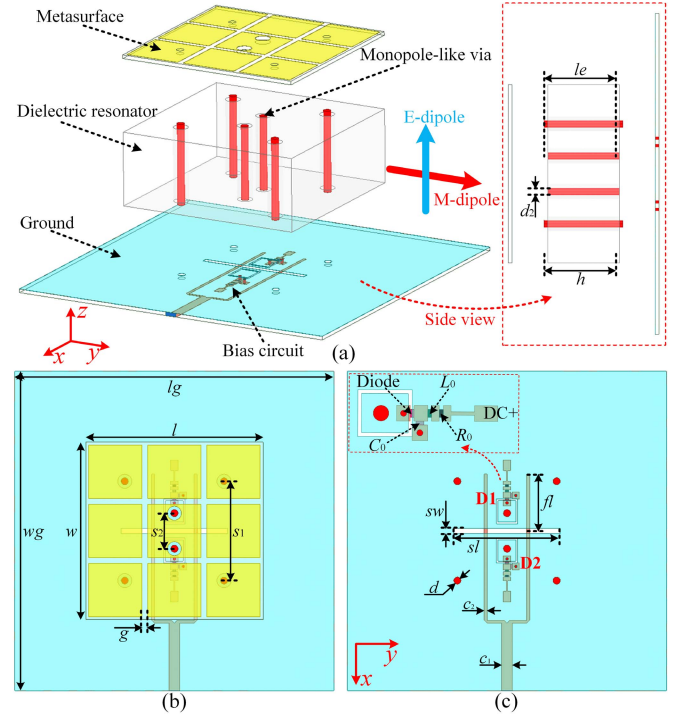 Metasurface
Monopole-like via
Dielectric resonator
E-dipole
M-dipole
Ground
Bias circuit
z
x
y
(a)
le
d2
h
Side view
lg
l
wg
w
s2
s1
g
(b)
Diode
L0
DC+
C0
R0
D1
fl
sw
sl
D2
d
c2
c1
y
x
(c)